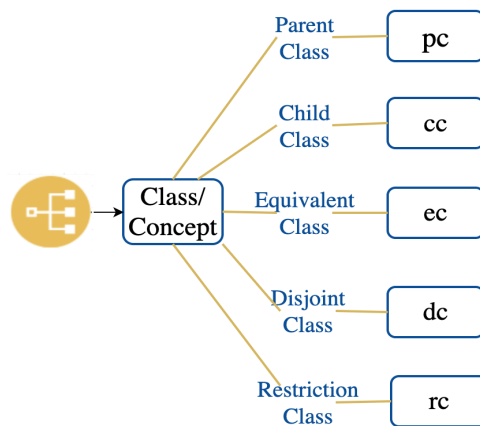 Parent
Class
pc
Child
Class
cc
Class/
Concept
Equivalent
Class
ec
Disjoint
Class
dc
Restriction
Class
rc